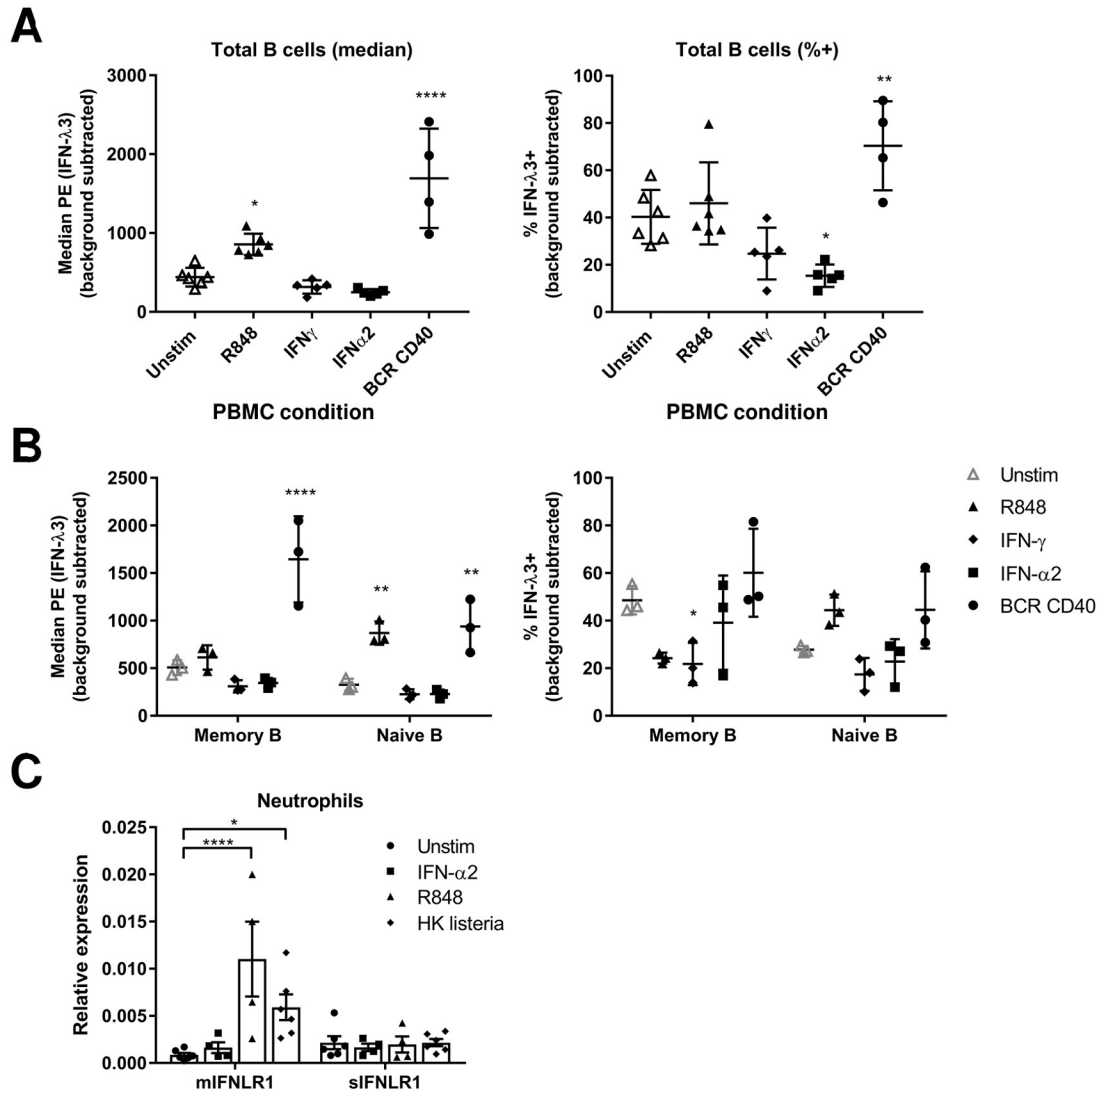 A
Total B cells (median)
Median PE (IFN-λ3)
(background subtracted)
3000
2000
1000
0
*
****
Unstim
R848
IFNγ
IFNα2
BCR CD40
PBMC condition
Total B cells (%+)
% IFN-λ3+
(background subtracted)
100
80
60
40
20
0
*
**
Unstim
R848
IFNγ
IFNα2
BCR CD40
PBMC condition
B
Median PE (IFN-λ3)
(background subtracted)
2500
2000
1500
1000
500
0
****
**
**
Memory B
Naive B
% IFN-λ3+
(background subtracted)
100
80
60
40
20
0
*
Memory B
Naive B
Unstim
R848
IFN-γ
IFN-α2
BCR CD40
C
Neutrophils
Relative expression
0.025
0.020
0.015
0.010
0.005
0.000
*
****
mIFNLR1
sIFNLR1
Unstim
IFN-α2
R848
HK listeria